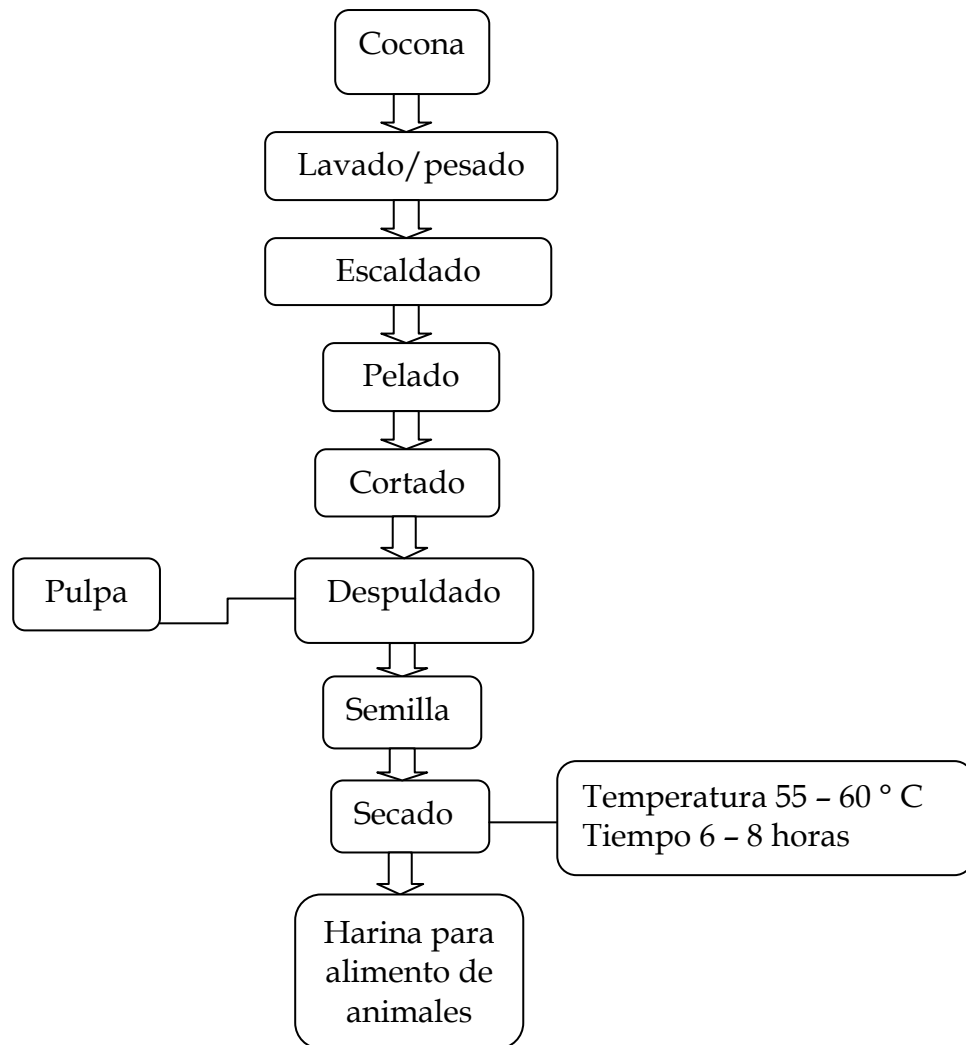 Cocona
Lavado/pesado
Escaldado
Pelado
Cortado
Pulpa
Despuldado
Semilla
Secado
Temperatura 55 – 60 ° C
Tiempo 6 – 8 horas
Harina para
alimento de
animales